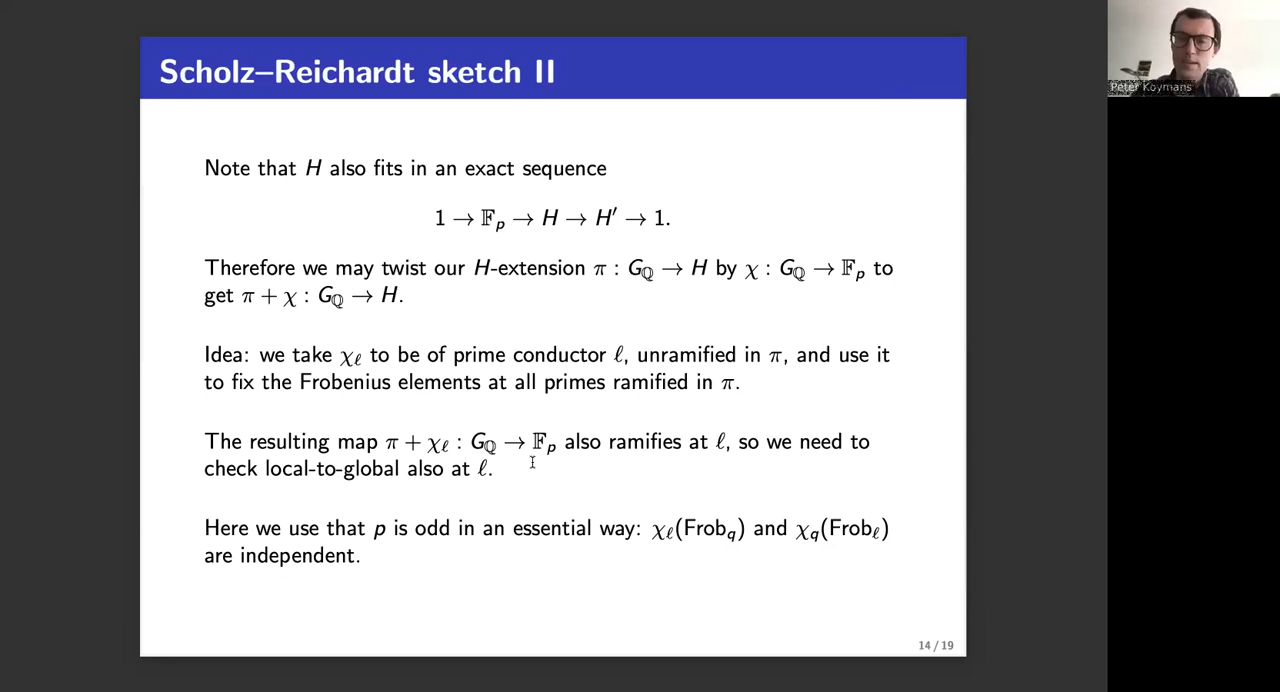 Scholz–Reichardt sketch II
Peter Koymans
Note that H also fits in an exact sequence
1 → 𝔽ₚ → H → H′ → 1.
Therefore we may twist our H-extension π : G_ℚ → H by χ : G_ℚ → 𝔽ₚ to
get π + χ : G_ℚ → H.
Idea: we take χ_ℓ to be of prime conductor ℓ, unramified in π, and use it
to fix the Frobenius elements at all primes ramified in π.
The resulting map π + χ_ℓ : G_ℚ → 𝔽ₚ also ramifies at ℓ, so we need to
check local-to-global also at ℓ.
Here we use that p is odd in an essential way: χ_ℓ(Frob_q) and χ_q(Frob_ℓ)
are independent.
14 / 19